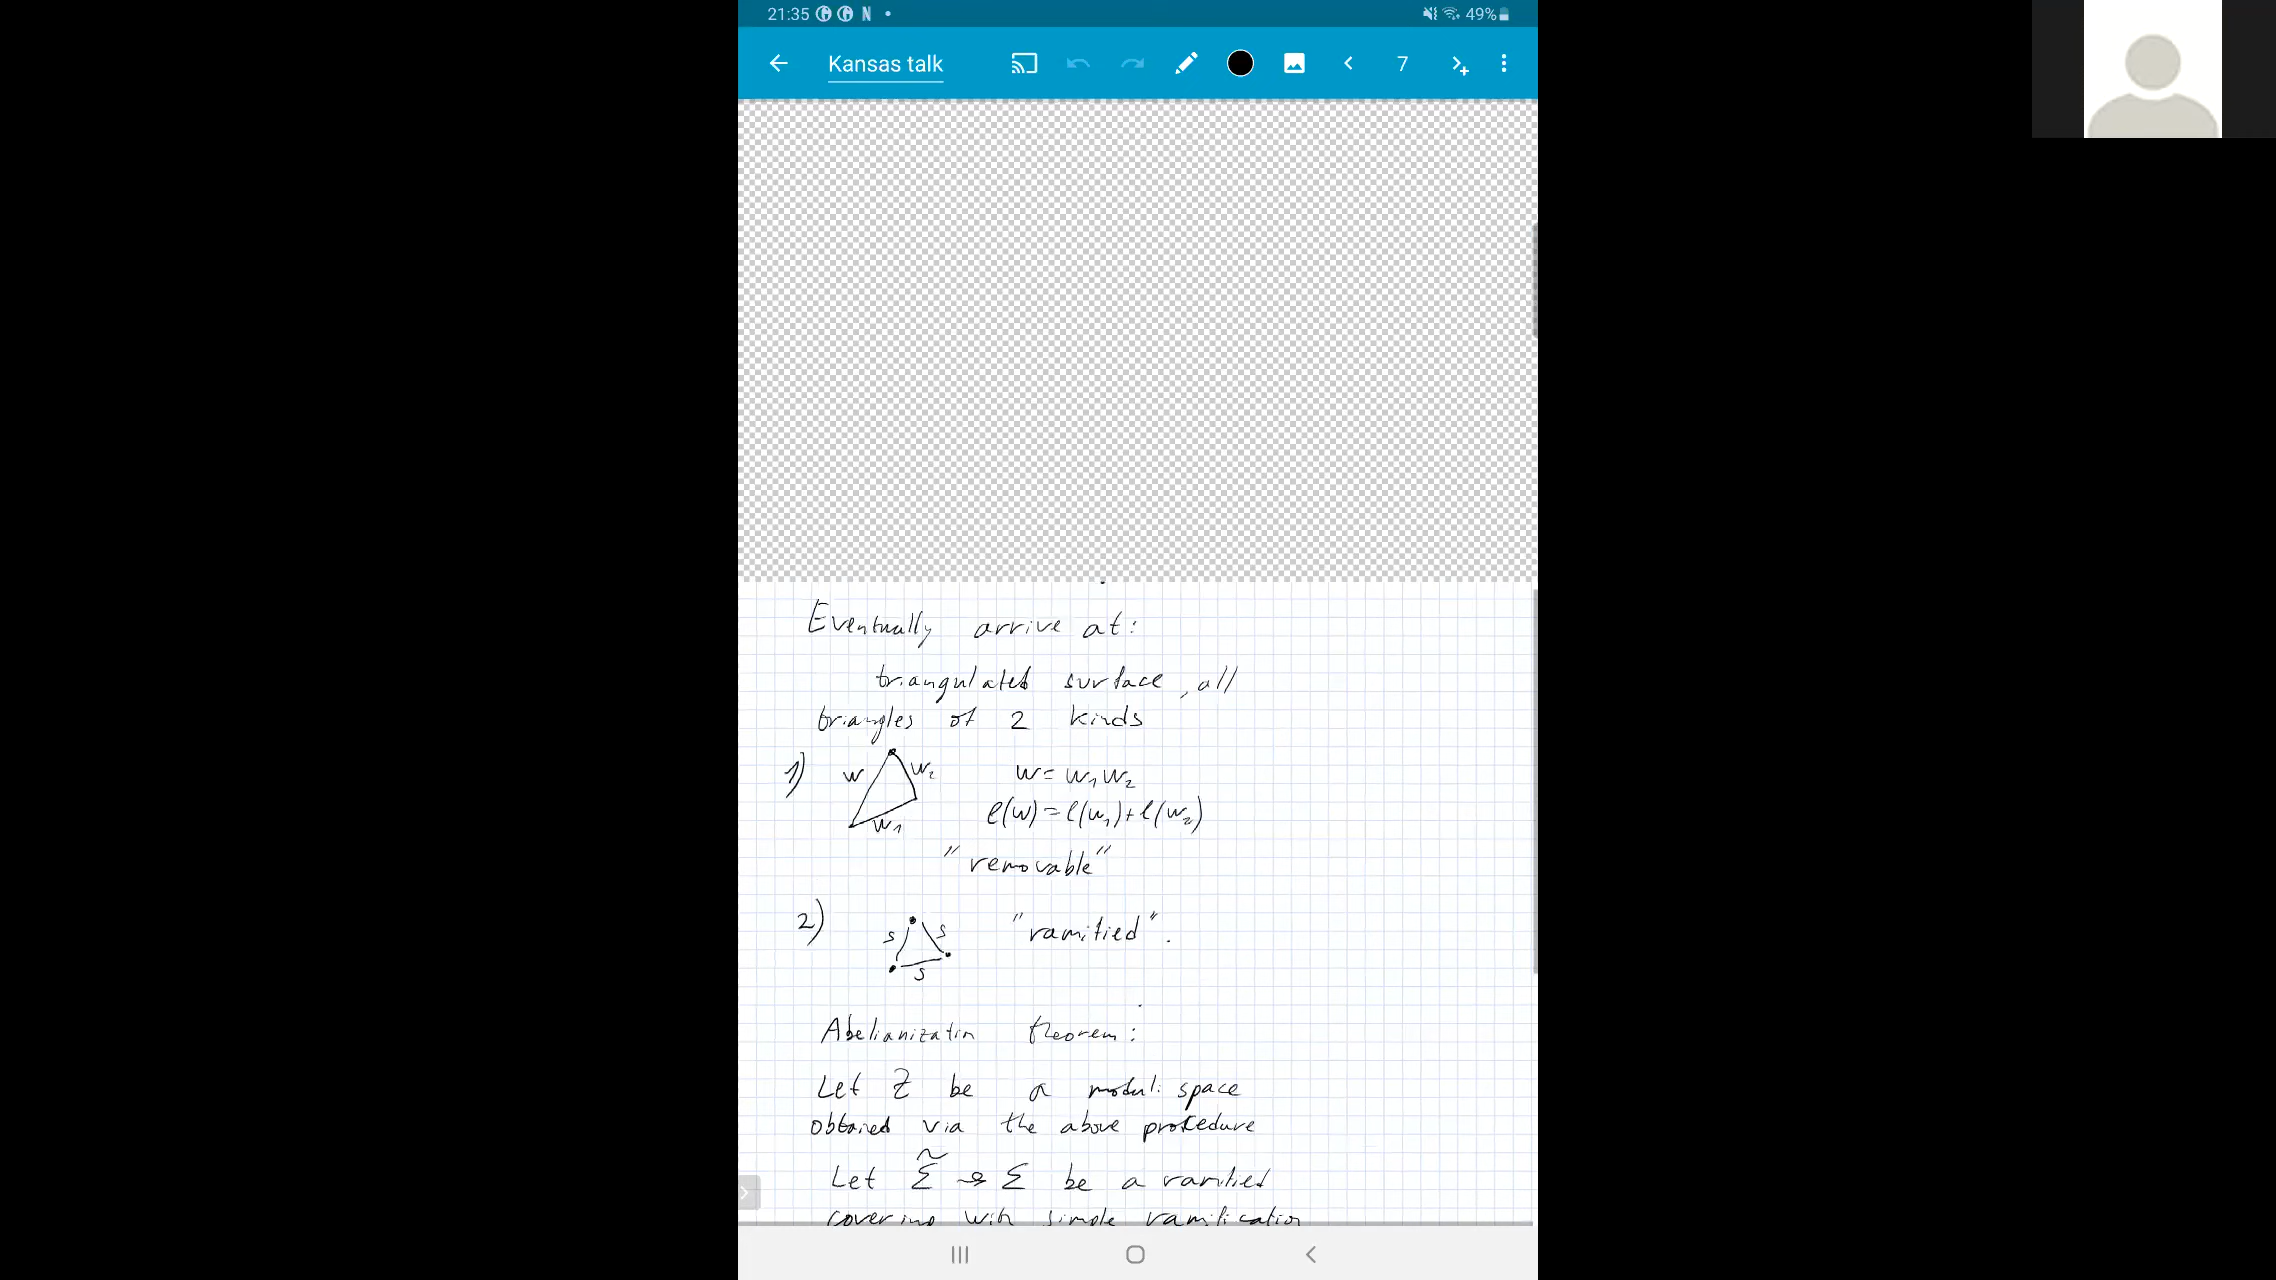 21:35 49%
Kansas talk 7
Eventually arrive at:
triangulated surface, all
triangles of 2 kinds
1) w w₂ w₁ w = w₁w₂
ℓ(w) = ℓ(w₁) + ℓ(w₂)
"removable"
2) s s s "ramified".
Abelianization theorem:
Let Z be a moduli space
obtained via the above procedure
Let Σ̃ → Σ be a ramified
covering with simple ramification